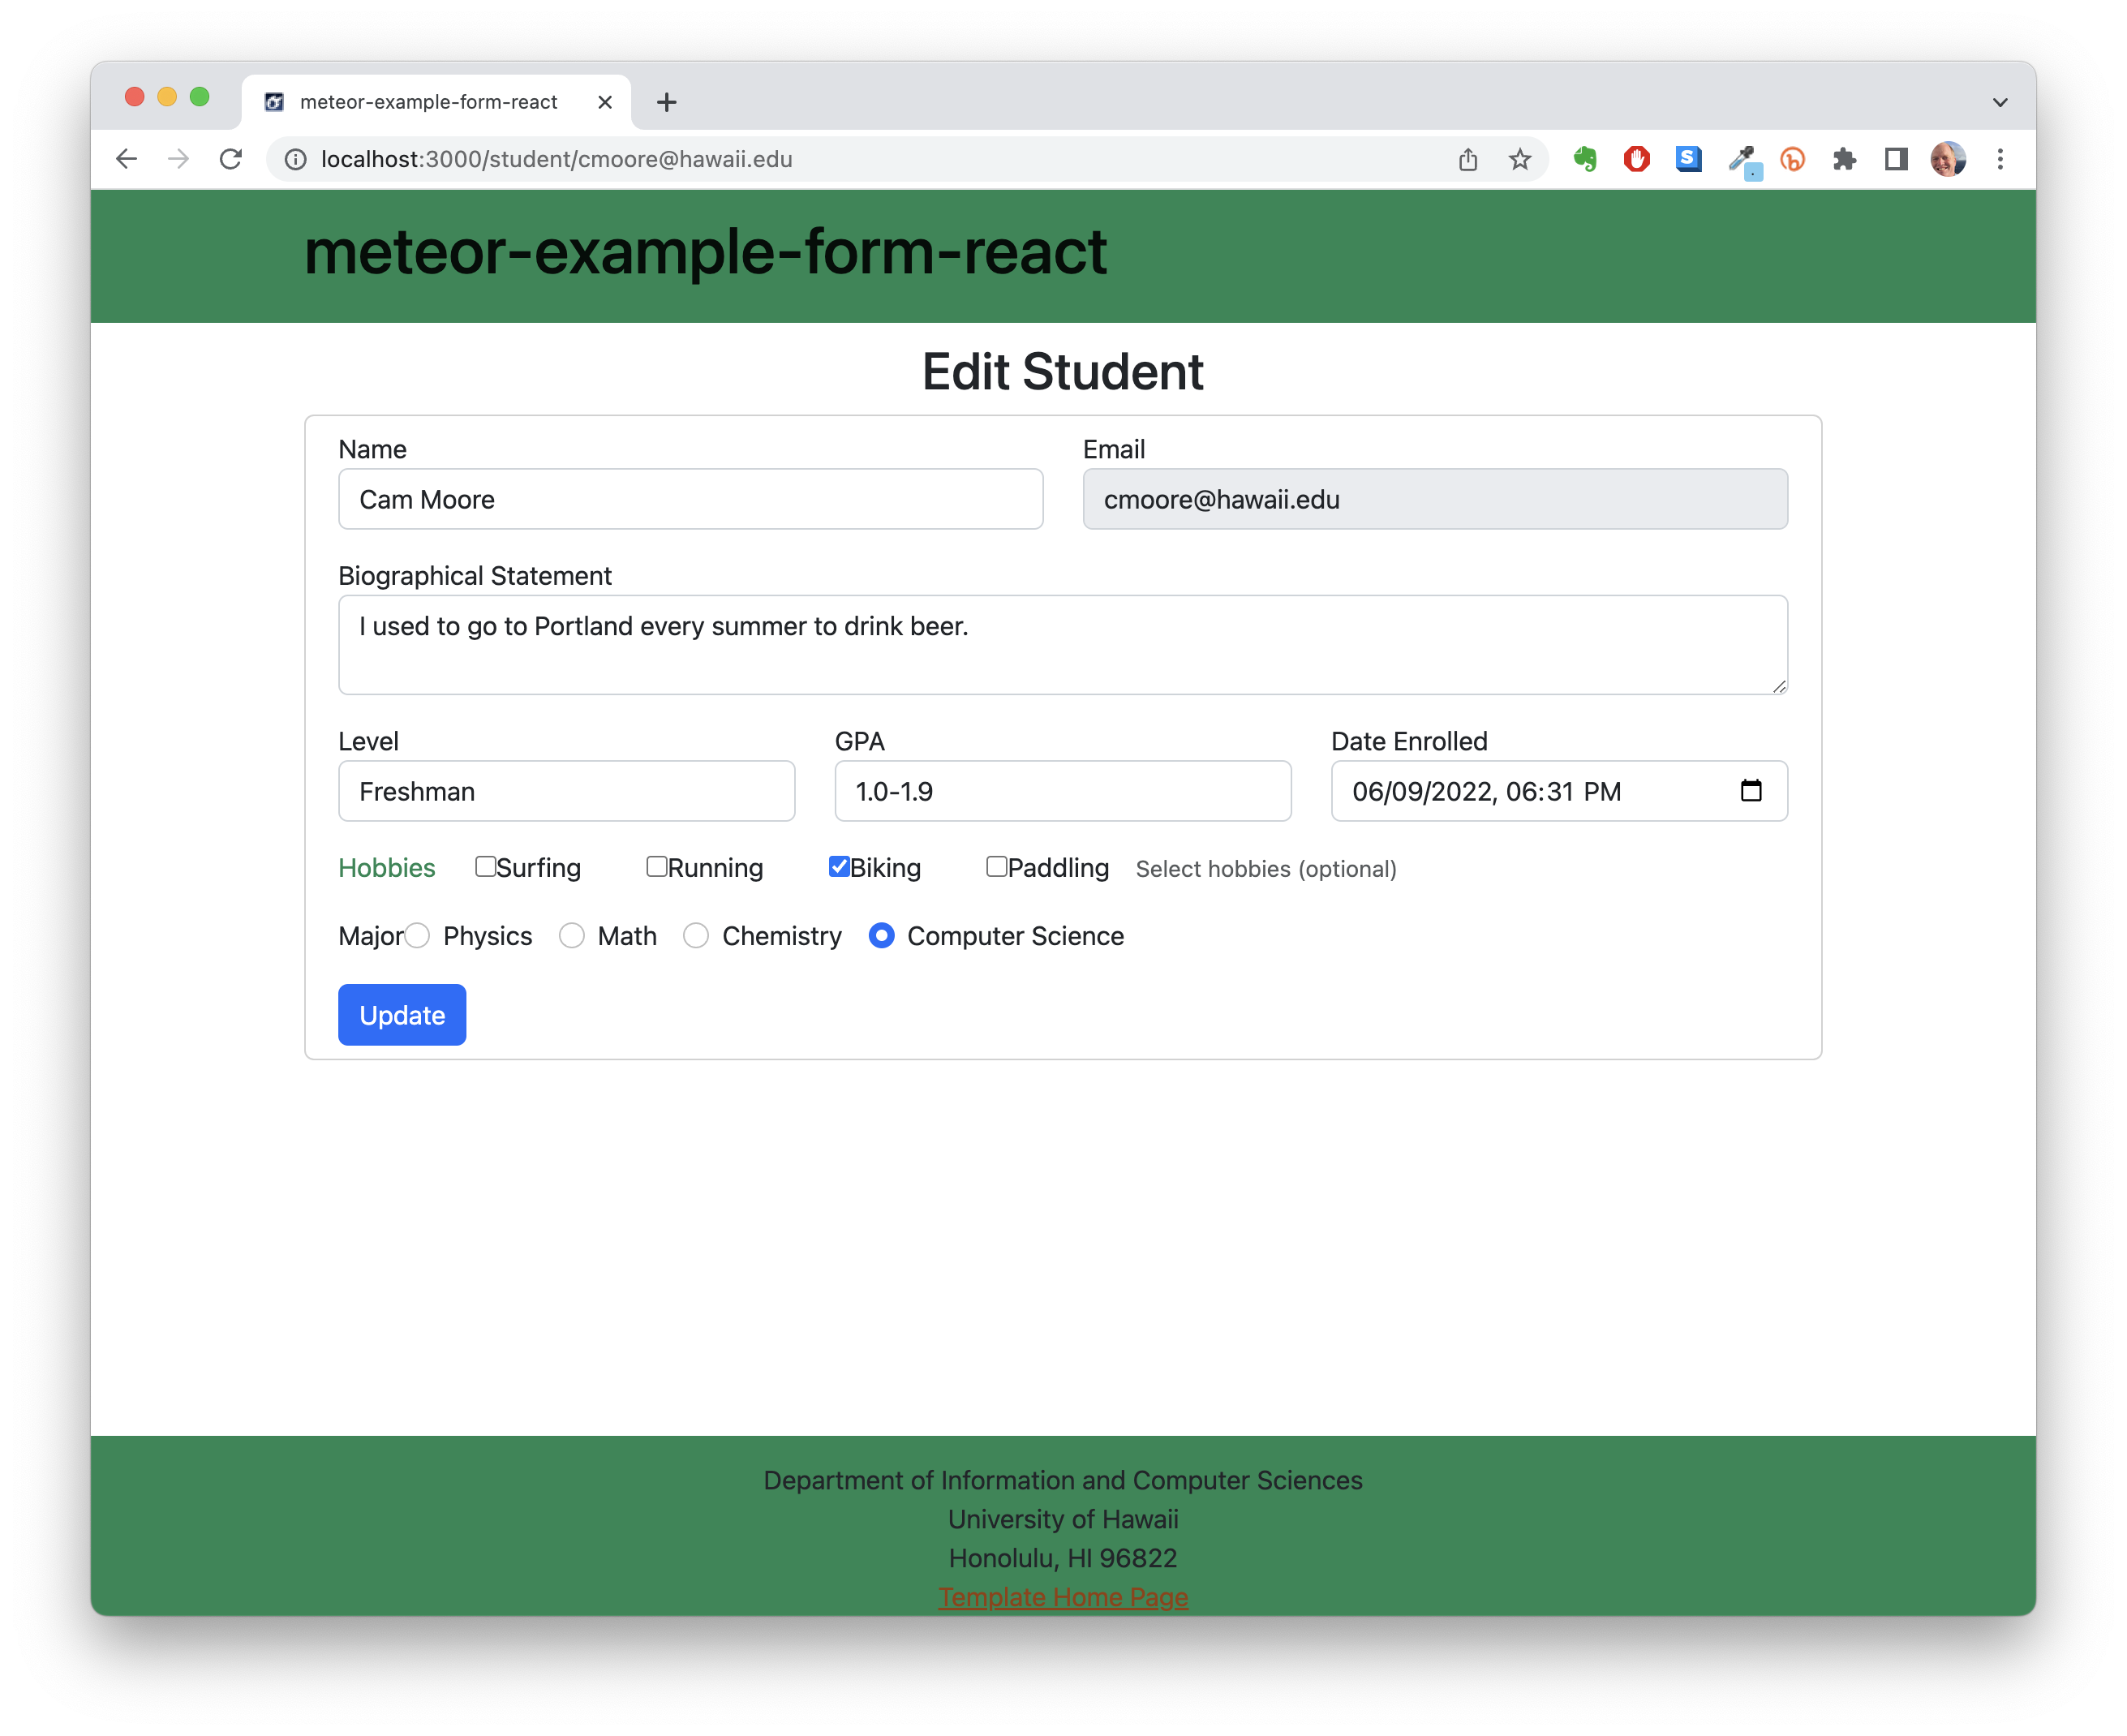 meteor-example-form-react
localhost:3000/student/cmoore@hawaii.edu
meteor-example-form-react
Edit Student
Name Email
Cam Moore cmoore@hawaii.edu
Biographical Statement
I used to go to Portland every summer to drink beer.
Level GPA Date Enrolled
Freshman 1.0-1.9 06/09/2022, 06:31 PM
Hobbies Surfing Running Biking Paddling Select hobbies (optional)
Major Physics Math Chemistry Computer Science
Update
Department of Information and Computer Sciences
University of Hawaii
Honolulu, HI 96822
Template Home Page